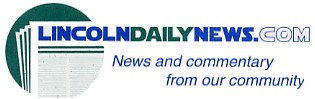 LINCOLNDAILYNEWS.COM
News and commentary
from our community